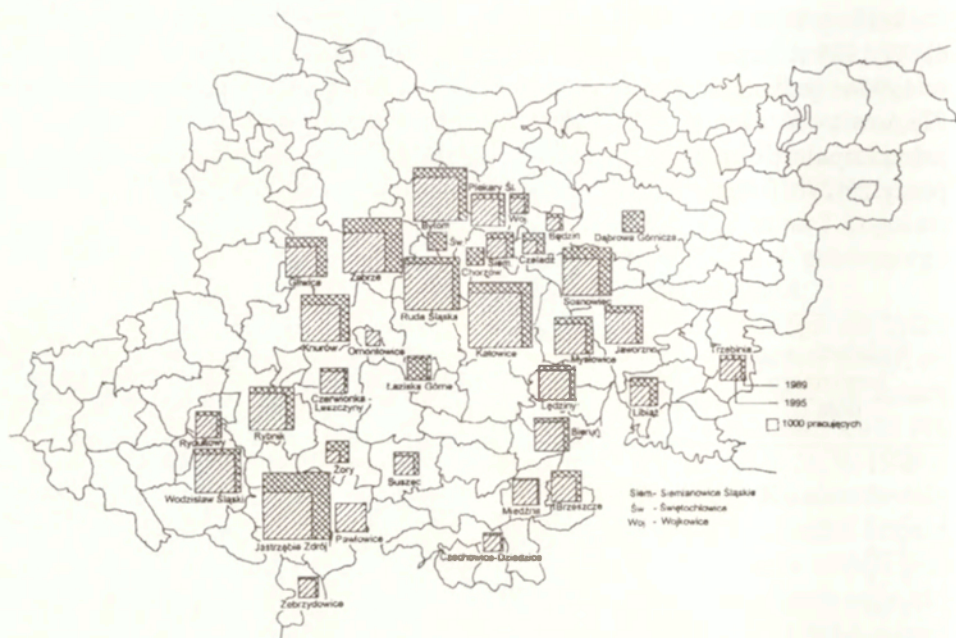 Piekary Śl.
Bytom
Woj
Będzin
Dąbrowa Górnicza
Św.
Siem.
Czeladź
Chorzów
Gliwice
Zabrze
Ruda Śląska
Sosnowiec
Katowice
Knurów
Ornontowice
Mysłowice
Jaworzno
Trzebinia
Łaziska Górne
Czerwionka -
Leszczyny
Lędziny
Libiąż
1989
1995
1000 pracujących
Rydułtowy
Rybnik
Bieruń
Żory
Suszec
Wodzisław Śląski
Miedźna
Brzeszcze
Jastrzębie Zdrój
Pawłowice
Czechowice-Dziedzice
Zebrzydowice
Siem.- Siemianowice Śląskie
Św. - Świętochłowice
Woj - Wojkowice